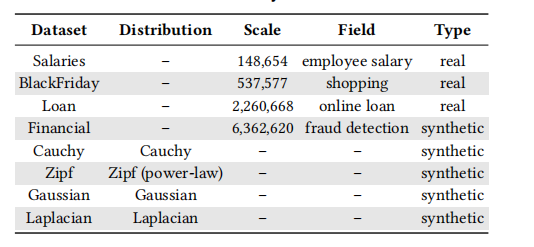 Dataset Distribution Scale Field Type
Salaries – 148,654 employee salary real
BlackFriday – 537,577 shopping real
Loan – 2,260,668 online loan real
Financial – 6,362,620 fraud detection synthetic
Cauchy Cauchy – – synthetic
Zipf Zipf (power-law) – – synthetic
Gaussian Gaussian – – synthetic
Laplacian Laplacian – – synthetic